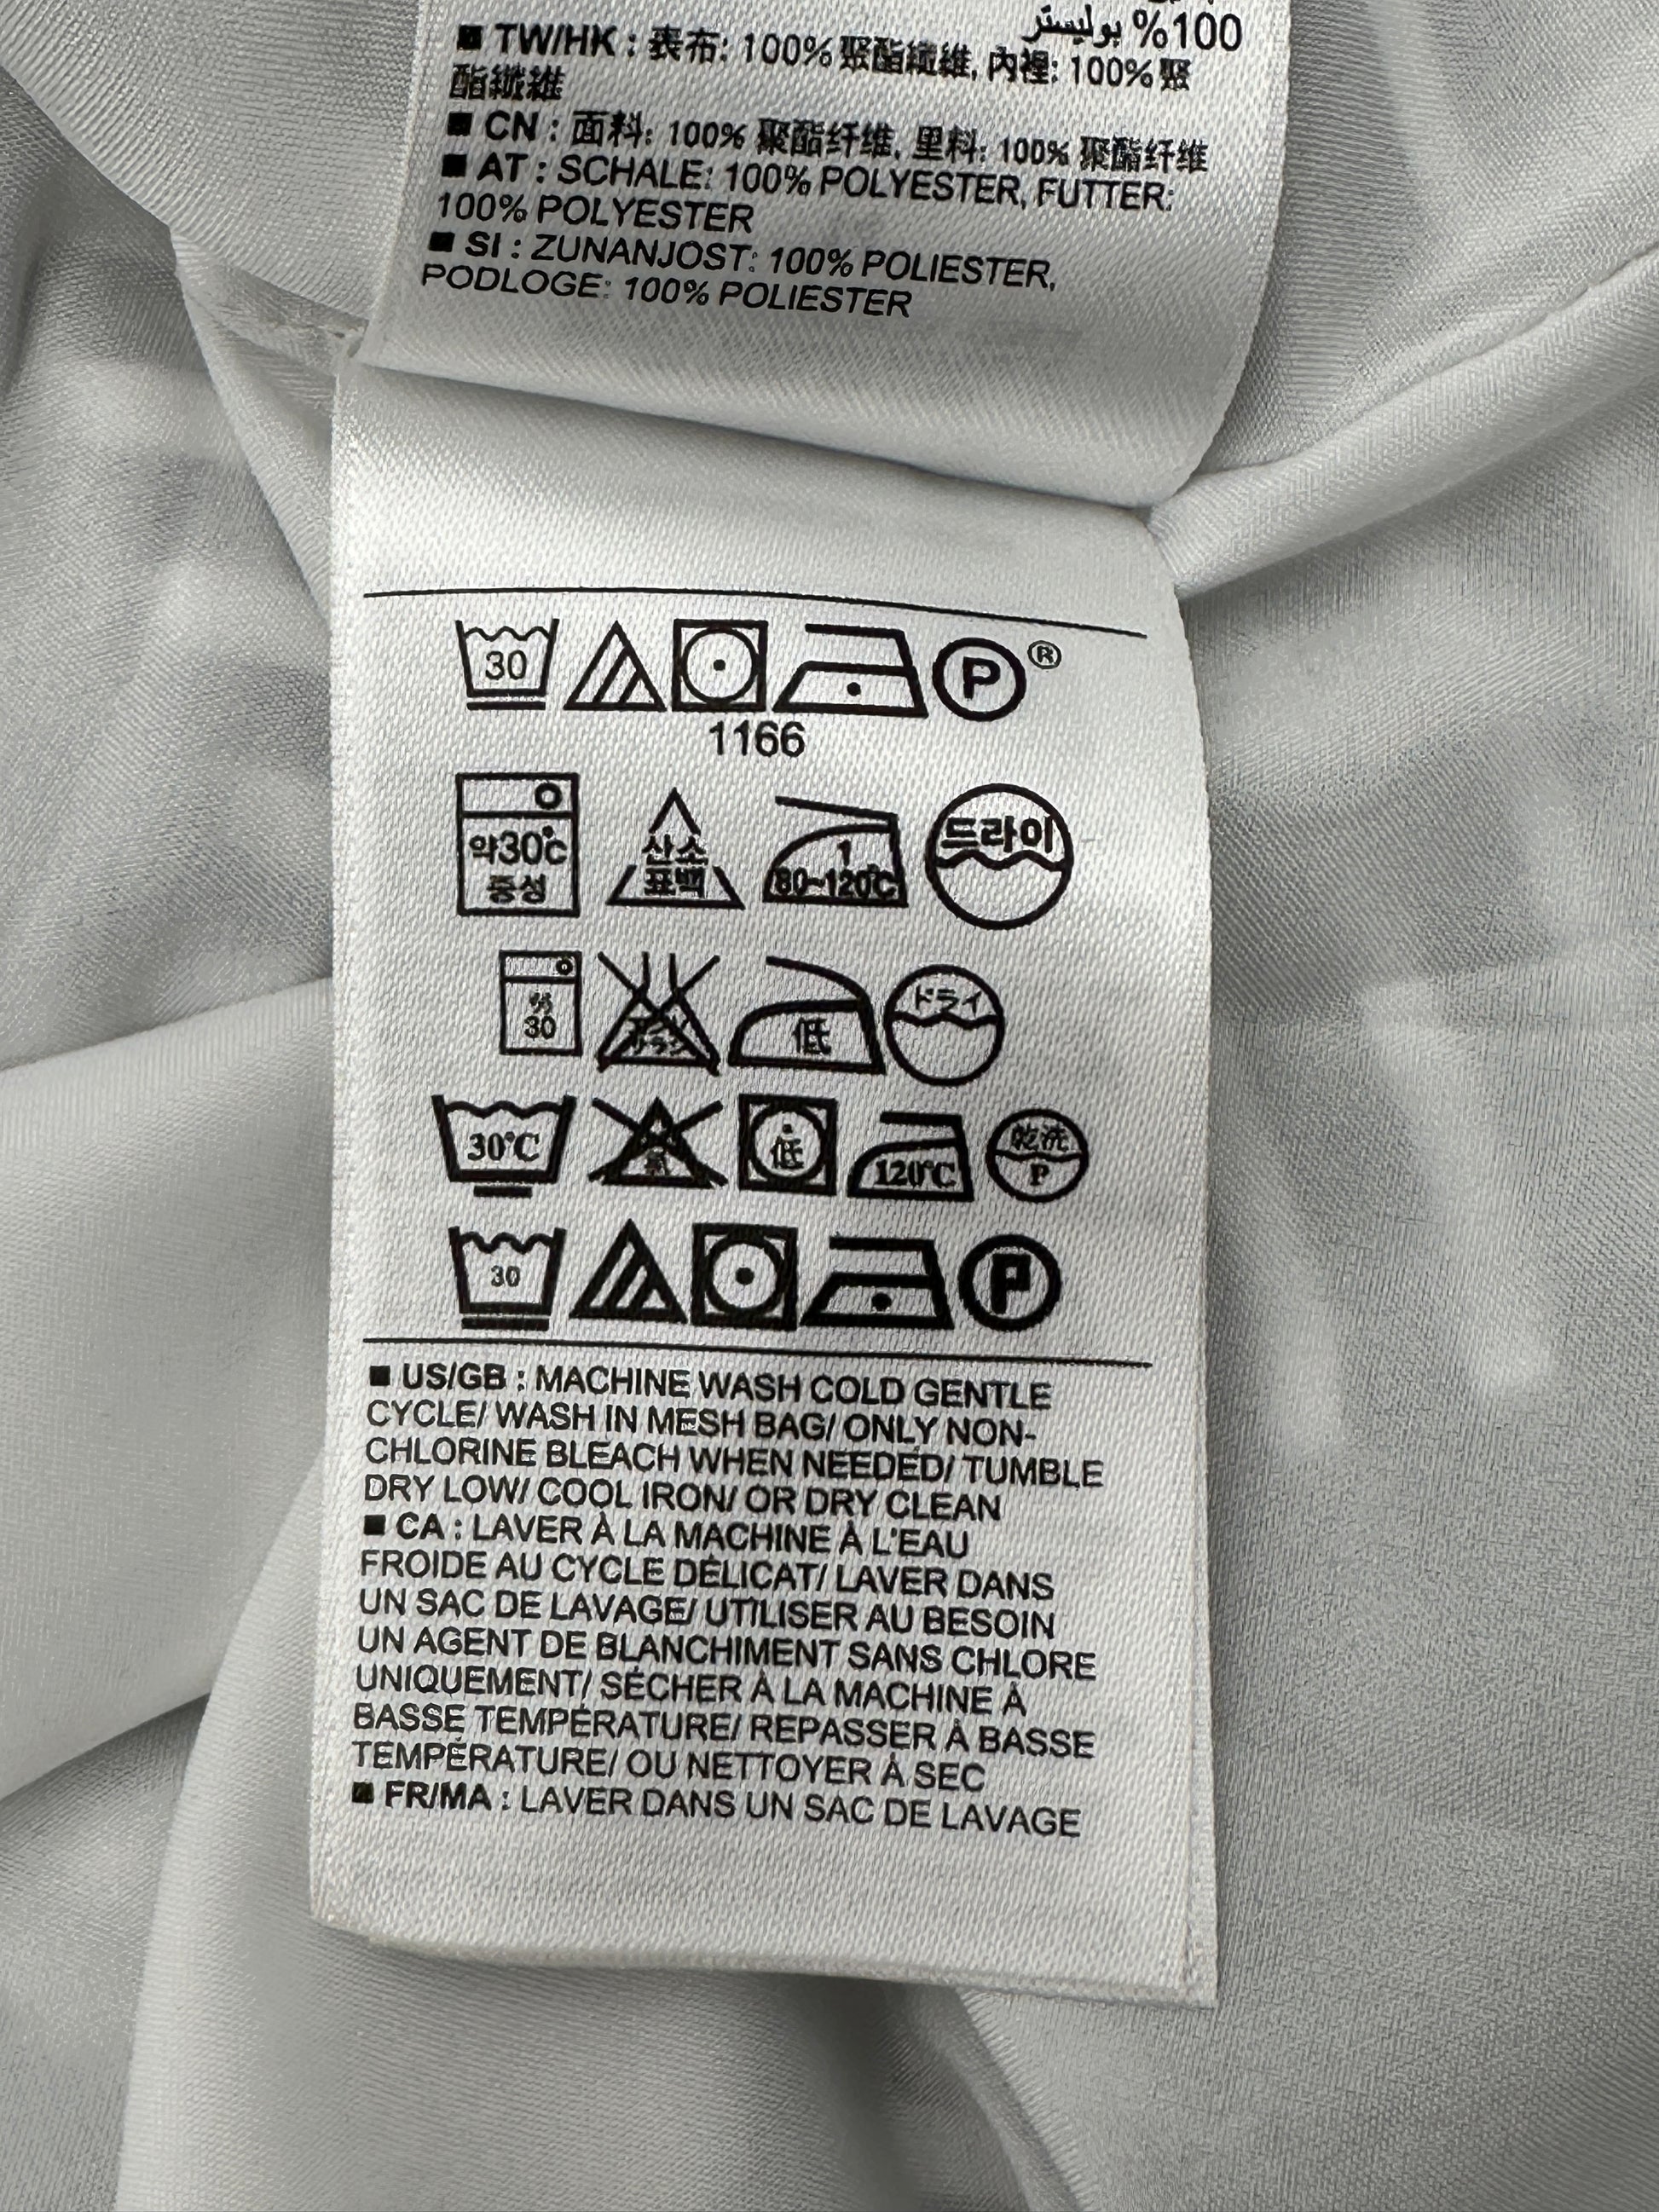 %100 بوليستر
■ TW/HK : 表布: 100% 聚酯纖維, 內裡: 100% 聚
酯纖維
■ CN : 面料: 100% 聚酯纤维, 里料: 100% 聚酯纤维
■ AT : SCHALE: 100% POLYESTER, FUTTER:
100% POLYESTER
■ SI : ZUNANJOST: 100% POLIESTER,
PODLOGE: 100% POLIESTER
30 P ®
1166
약30℃ 중성 산소 표백 1 80~120℃ 드라이
30 低 ドライ
30℃ 氯 低 120℃ 乾洗 P
30 P
■ US/GB : MACHINE WASH COLD GENTLE
CYCLE/ WASH IN MESH BAG/ ONLY NON-
CHLORINE BLEACH WHEN NEEDED/ TUMBLE
DRY LOW/ COOL IRON/ OR DRY CLEAN
■ CA : LAVER À LA MACHINE À L'EAU
FROIDE AU CYCLE DÉLICAT/ LAVER DANS
UN SAC DE LAVAGE/ UTILISER AU BESOIN
UN AGENT DE BLANCHIMENT SANS CHLORE
UNIQUEMENT/ SÉCHER À LA MACHINE À
BASSE TEMPÉRATURE/ REPASSER À BASSE
TEMPÉRATURE/ OU NETTOYER À SEC
■ FR/MA : LAVER DANS UN SAC DE LAVAGE